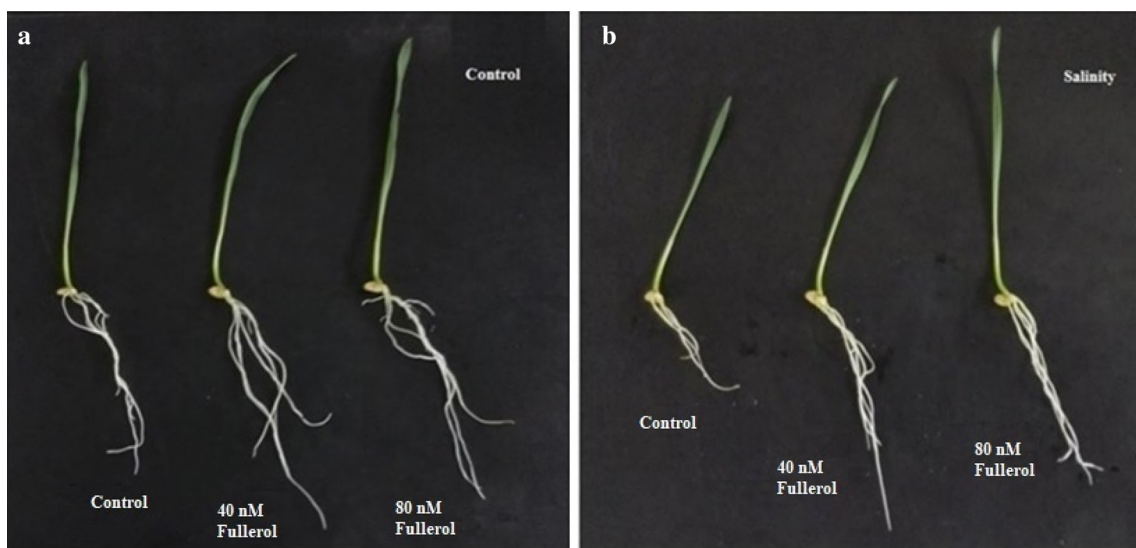 a
Control
Control
40 nM
Fullerol
80 nM
Fullerol
b
Salinity
Control
40 nM
Fullerol
80 nM
Fullerol